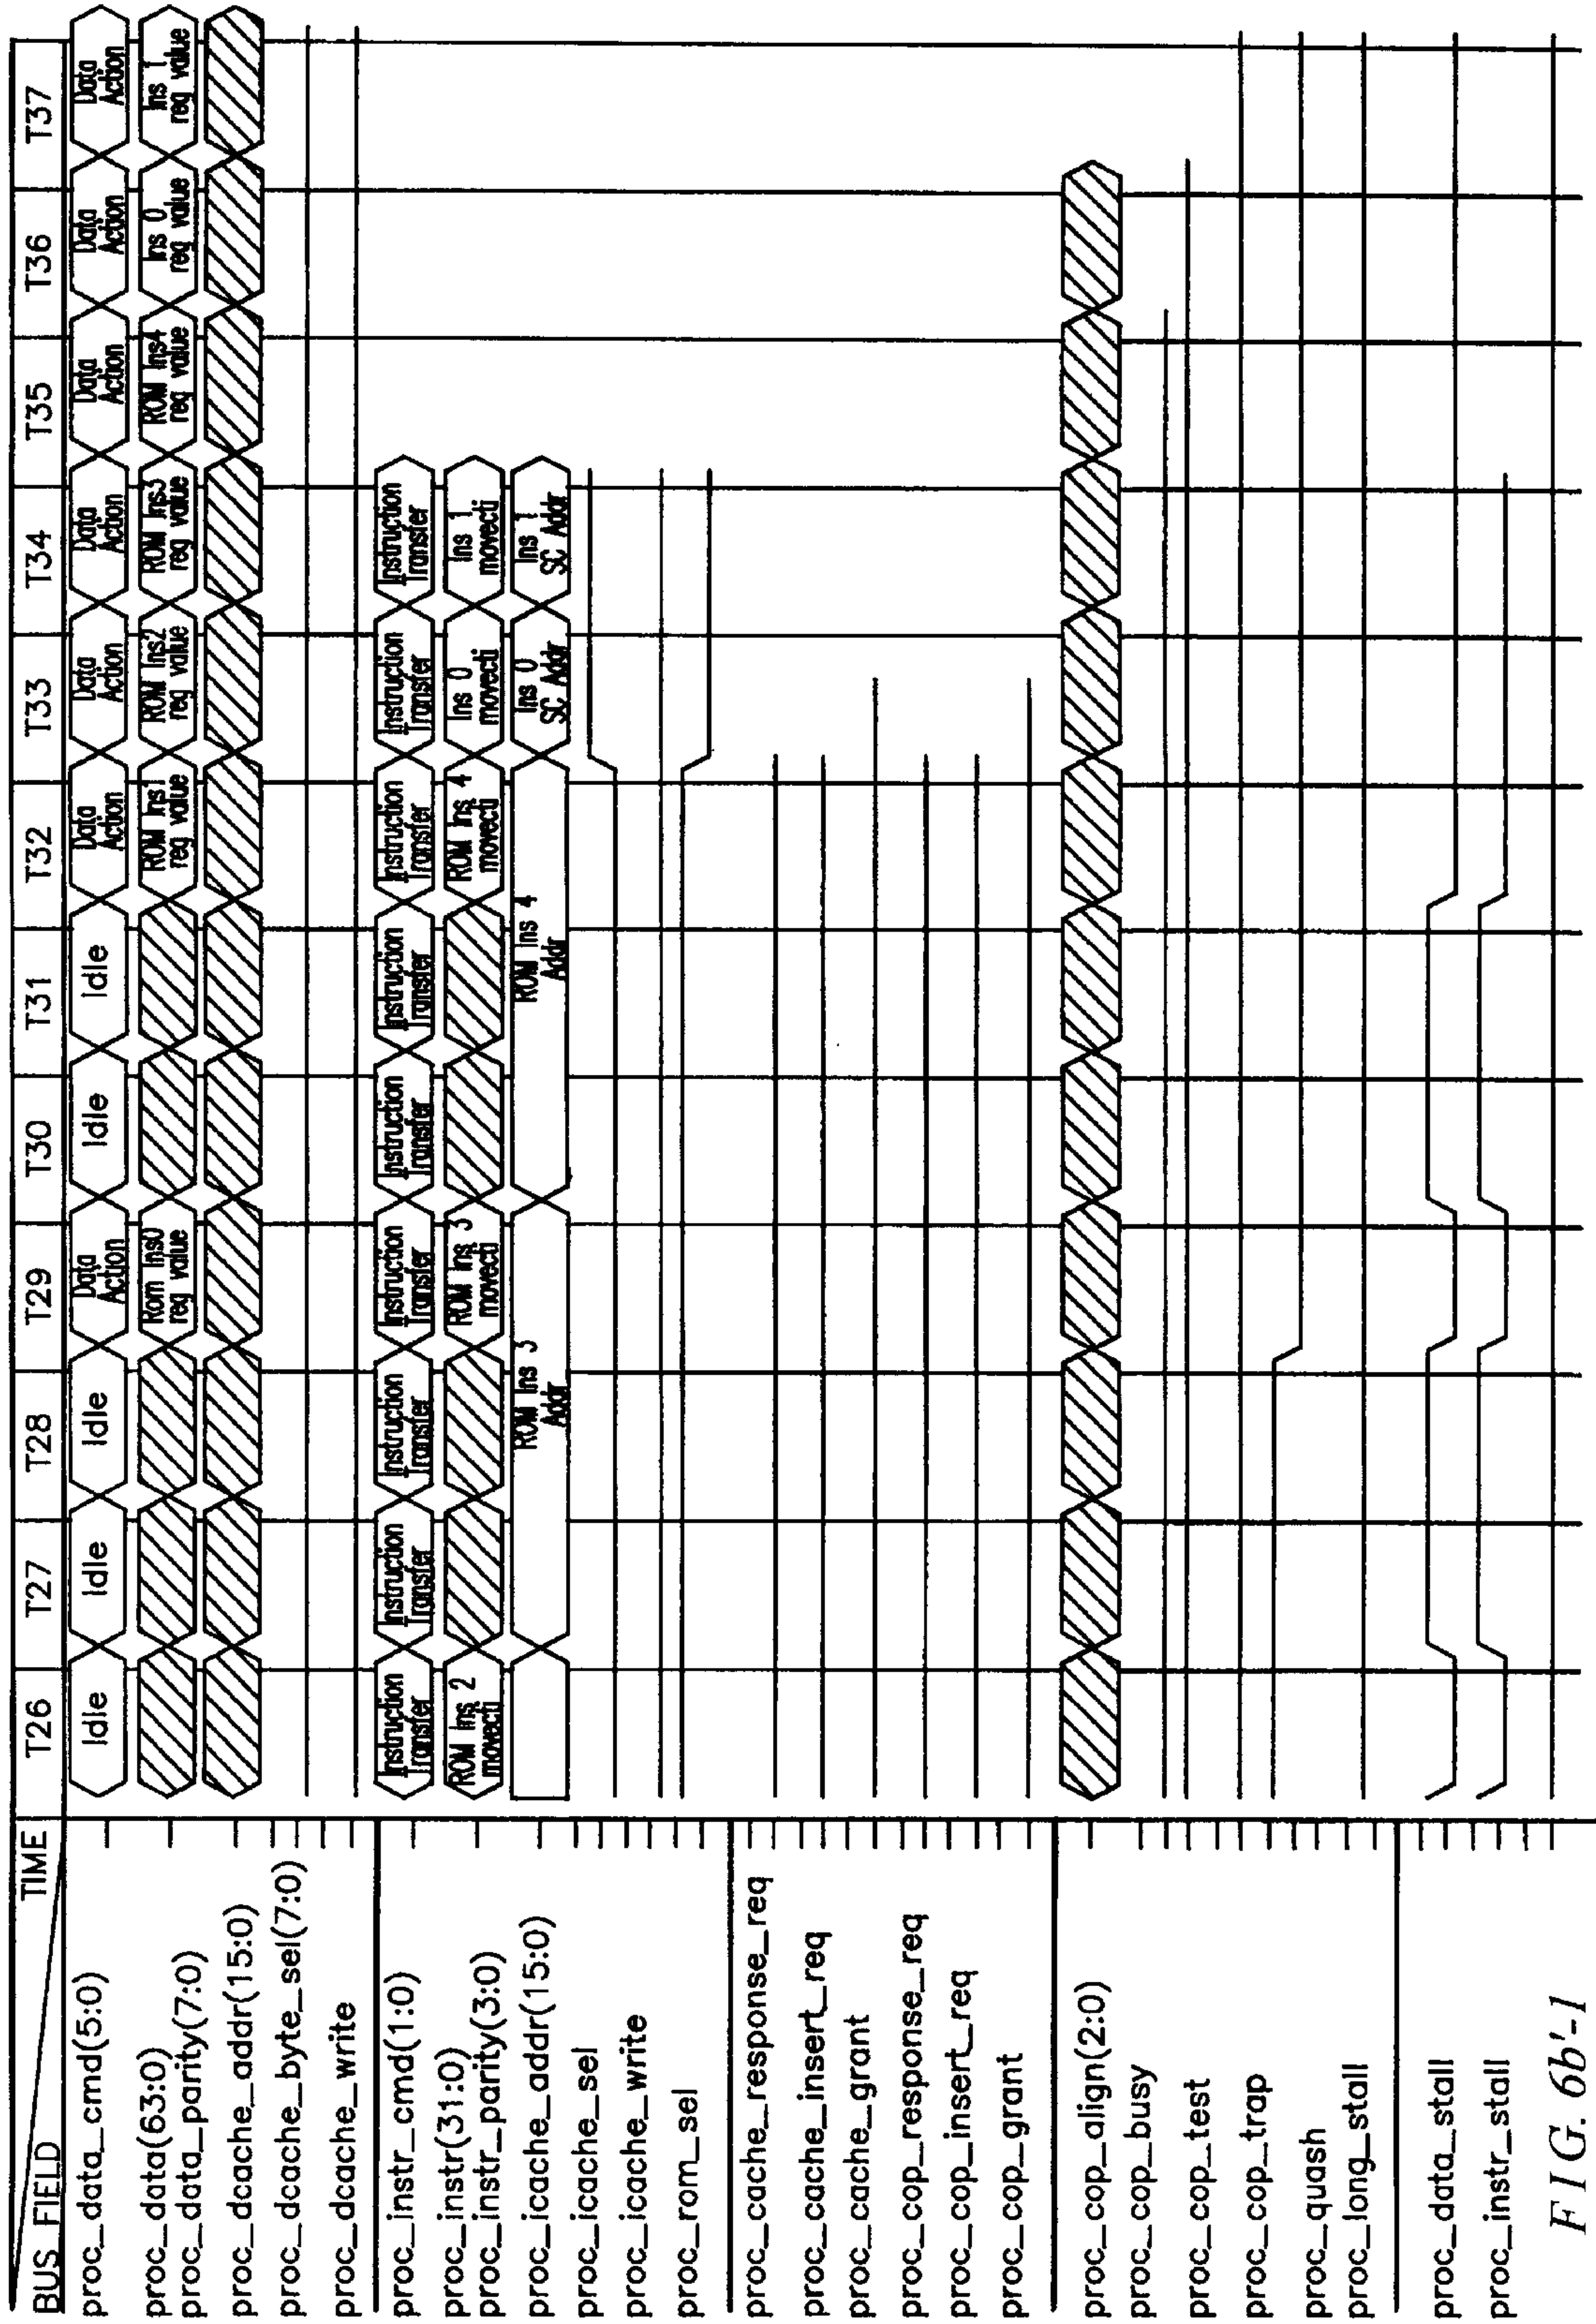 BUS FIELD TIME T26 T27 T28 T29 T30 T31 T32 T33 T34 T35 T36 T37
proc_data_cmd(5:0) Idle Idle Idle Data Action Idle Idle Data Action Data Action Data Action Data Action Data Action Data Action
proc_data(63:0)
proc_data_parity(7:0) Rom Ins0 req value ROM Ins1 req value ROM Ins2 req value ROM Ins3 req value ROM Ins4 req value Ins 0 req value Ins 1 req value
proc_dcache_addr(15:0)
proc_dcache_byte_sel(7:0)
proc_dcache_write
proc_instr_cmd(1:0) Instruction Transfer Instruction Transfer Instruction Transfer Instruction Transfer Instruction Transfer Instruction Transfer Instruction Transfer Instruction Transfer Instruction Transfer
proc_instr(31:0)
proc_instr_parity(3:0) ROM Ins 2 movecti ROM Ins 3 movecti ROM Ins 4 movecti Ins 0 movecti Ins 1 movecti
proc_icache_addr(15:0) ROM Ins 3 Addr ROM Ins 4 Addr Ins 0 SC Addr Ins 1 SC Addr
proc_icache_sel
proc_icache_write
proc_rom_sel
proc_cache_response_req
proc_cache_insert_req
proc_cache_grant
proc_cop_response_req
proc_cop_insert_req
proc_cop_grant
proc_cop_align(2:0)
proc_cop_busy
proc_cop_test
proc_cop_trap
proc_quash
proc_long_stall
proc_data_stall
proc_instr_stall
FIG. 6b'-1